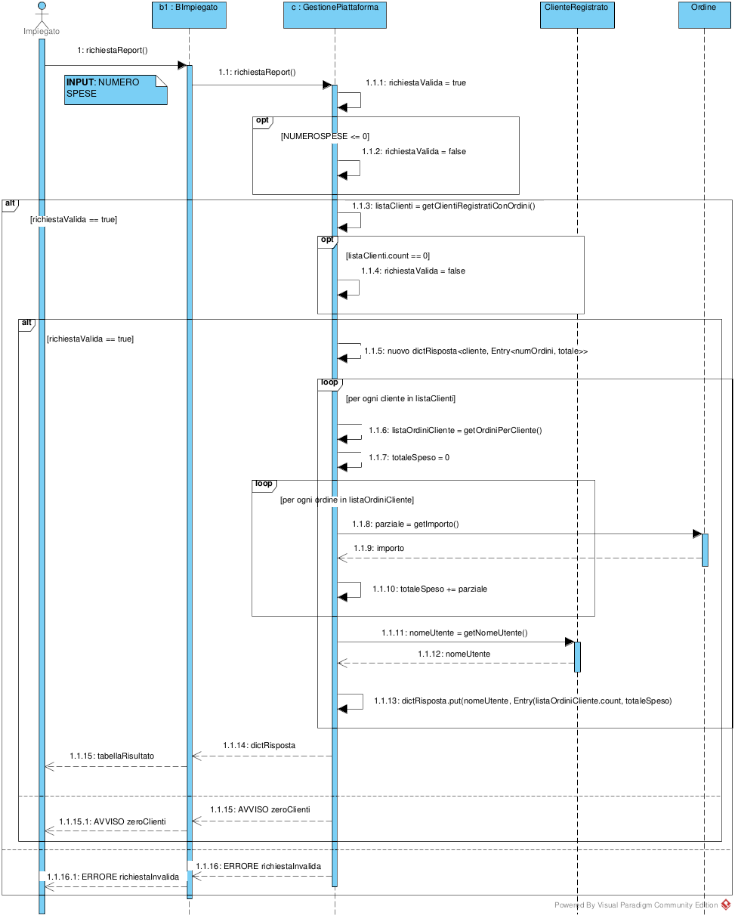 b1 : BImpiegato
c : GestionePiattaforma
ClienteRegistrato
Ordine
Impiegato
1: richiestaReport()
1.1: richiestaReport()
INPUT: NUMERO
SPESE
1.1.1: richiestaValida = true
opt
[NUMEROSPESE <= 0]
1.1.2: richiestaValida = false
alt
1.1.3: listaClienti = getClientiRegistratiConOrdini()
[richiestaValida == true]
opt
[listaClienti.count == 0]
1.1.4: richiestaValida = false
alt
[richiestaValida == true]
1.1.5: nuovo dictRisposta<cliente, Entry<numOrdini, totale>>
loop
[per ogni cliente in listaClienti]
1.1.6: listaOrdiniCliente = getOrdiniPerCliente()
1.1.7: totaleSpeso = 0
loop
[per ogni ordine in listaOrdiniCliente]
1.1.8: parziale = getImporto()
1.1.9: importo
1.1.10: totaleSpeso += parziale
1.1.11: nomeUtente = getNomeUtente()
1.1.12: nomeUtente
1.1.13: dictRisposta.put(nomeUtente, Entry(listaOrdiniCliente.count, totaleSpeso)
1.1.14: dictRisposta
1.1.15: tabellaRisultato
1.1.15: AVVISO zeroClienti
1.1.15.1: AVVISO zeroClienti
1.1.16: ERRORE richiestaInvalida
1.1.16.1: ERRORE richiestaInvalida
Powered By Visual Paradigm Community Edition